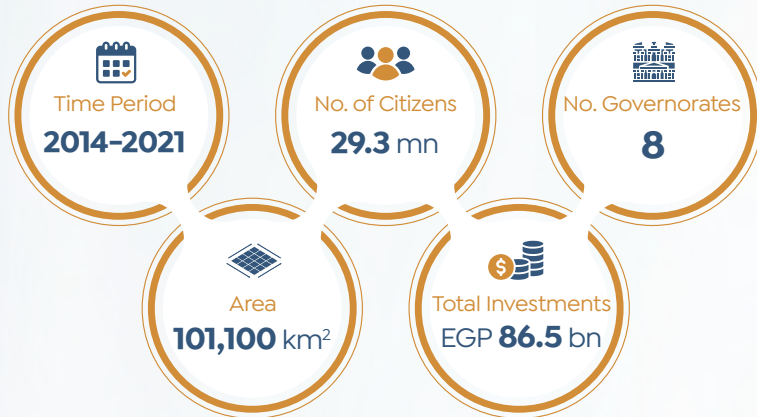 Time Period
2014–2021
No. of Citizens
29.3 mn
No. Governorates
8
Area
101,100 km²
Total Investments
EGP 86.5 bn